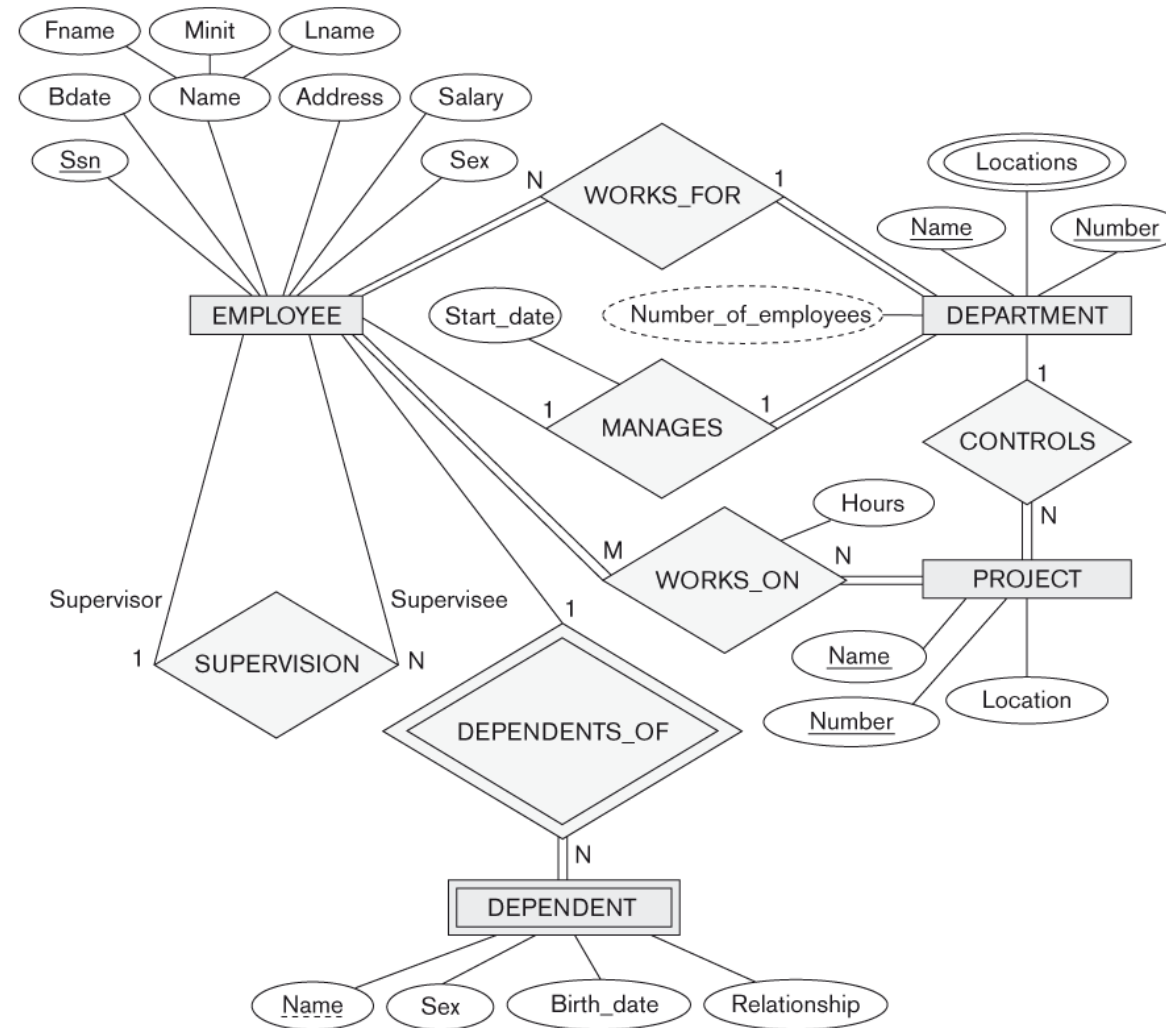 Fname
Minit
Lname
Bdate
Name
Address
Salary
Ssn
Sex
N
WORKS_FOR
1
Locations
Name
Number
EMPLOYEE
Start_date
Number_of_employees
DEPARTMENT
1
MANAGES
1
1
CONTROLS
N
Hours
M
WORKS_ON
N
PROJECT
Supervisor
Supervisee
1
SUPERVISION
N
1
Name
Number
Location
DEPENDENTS_OF
N
DEPENDENT
Name
Sex
Birth_date
Relationship